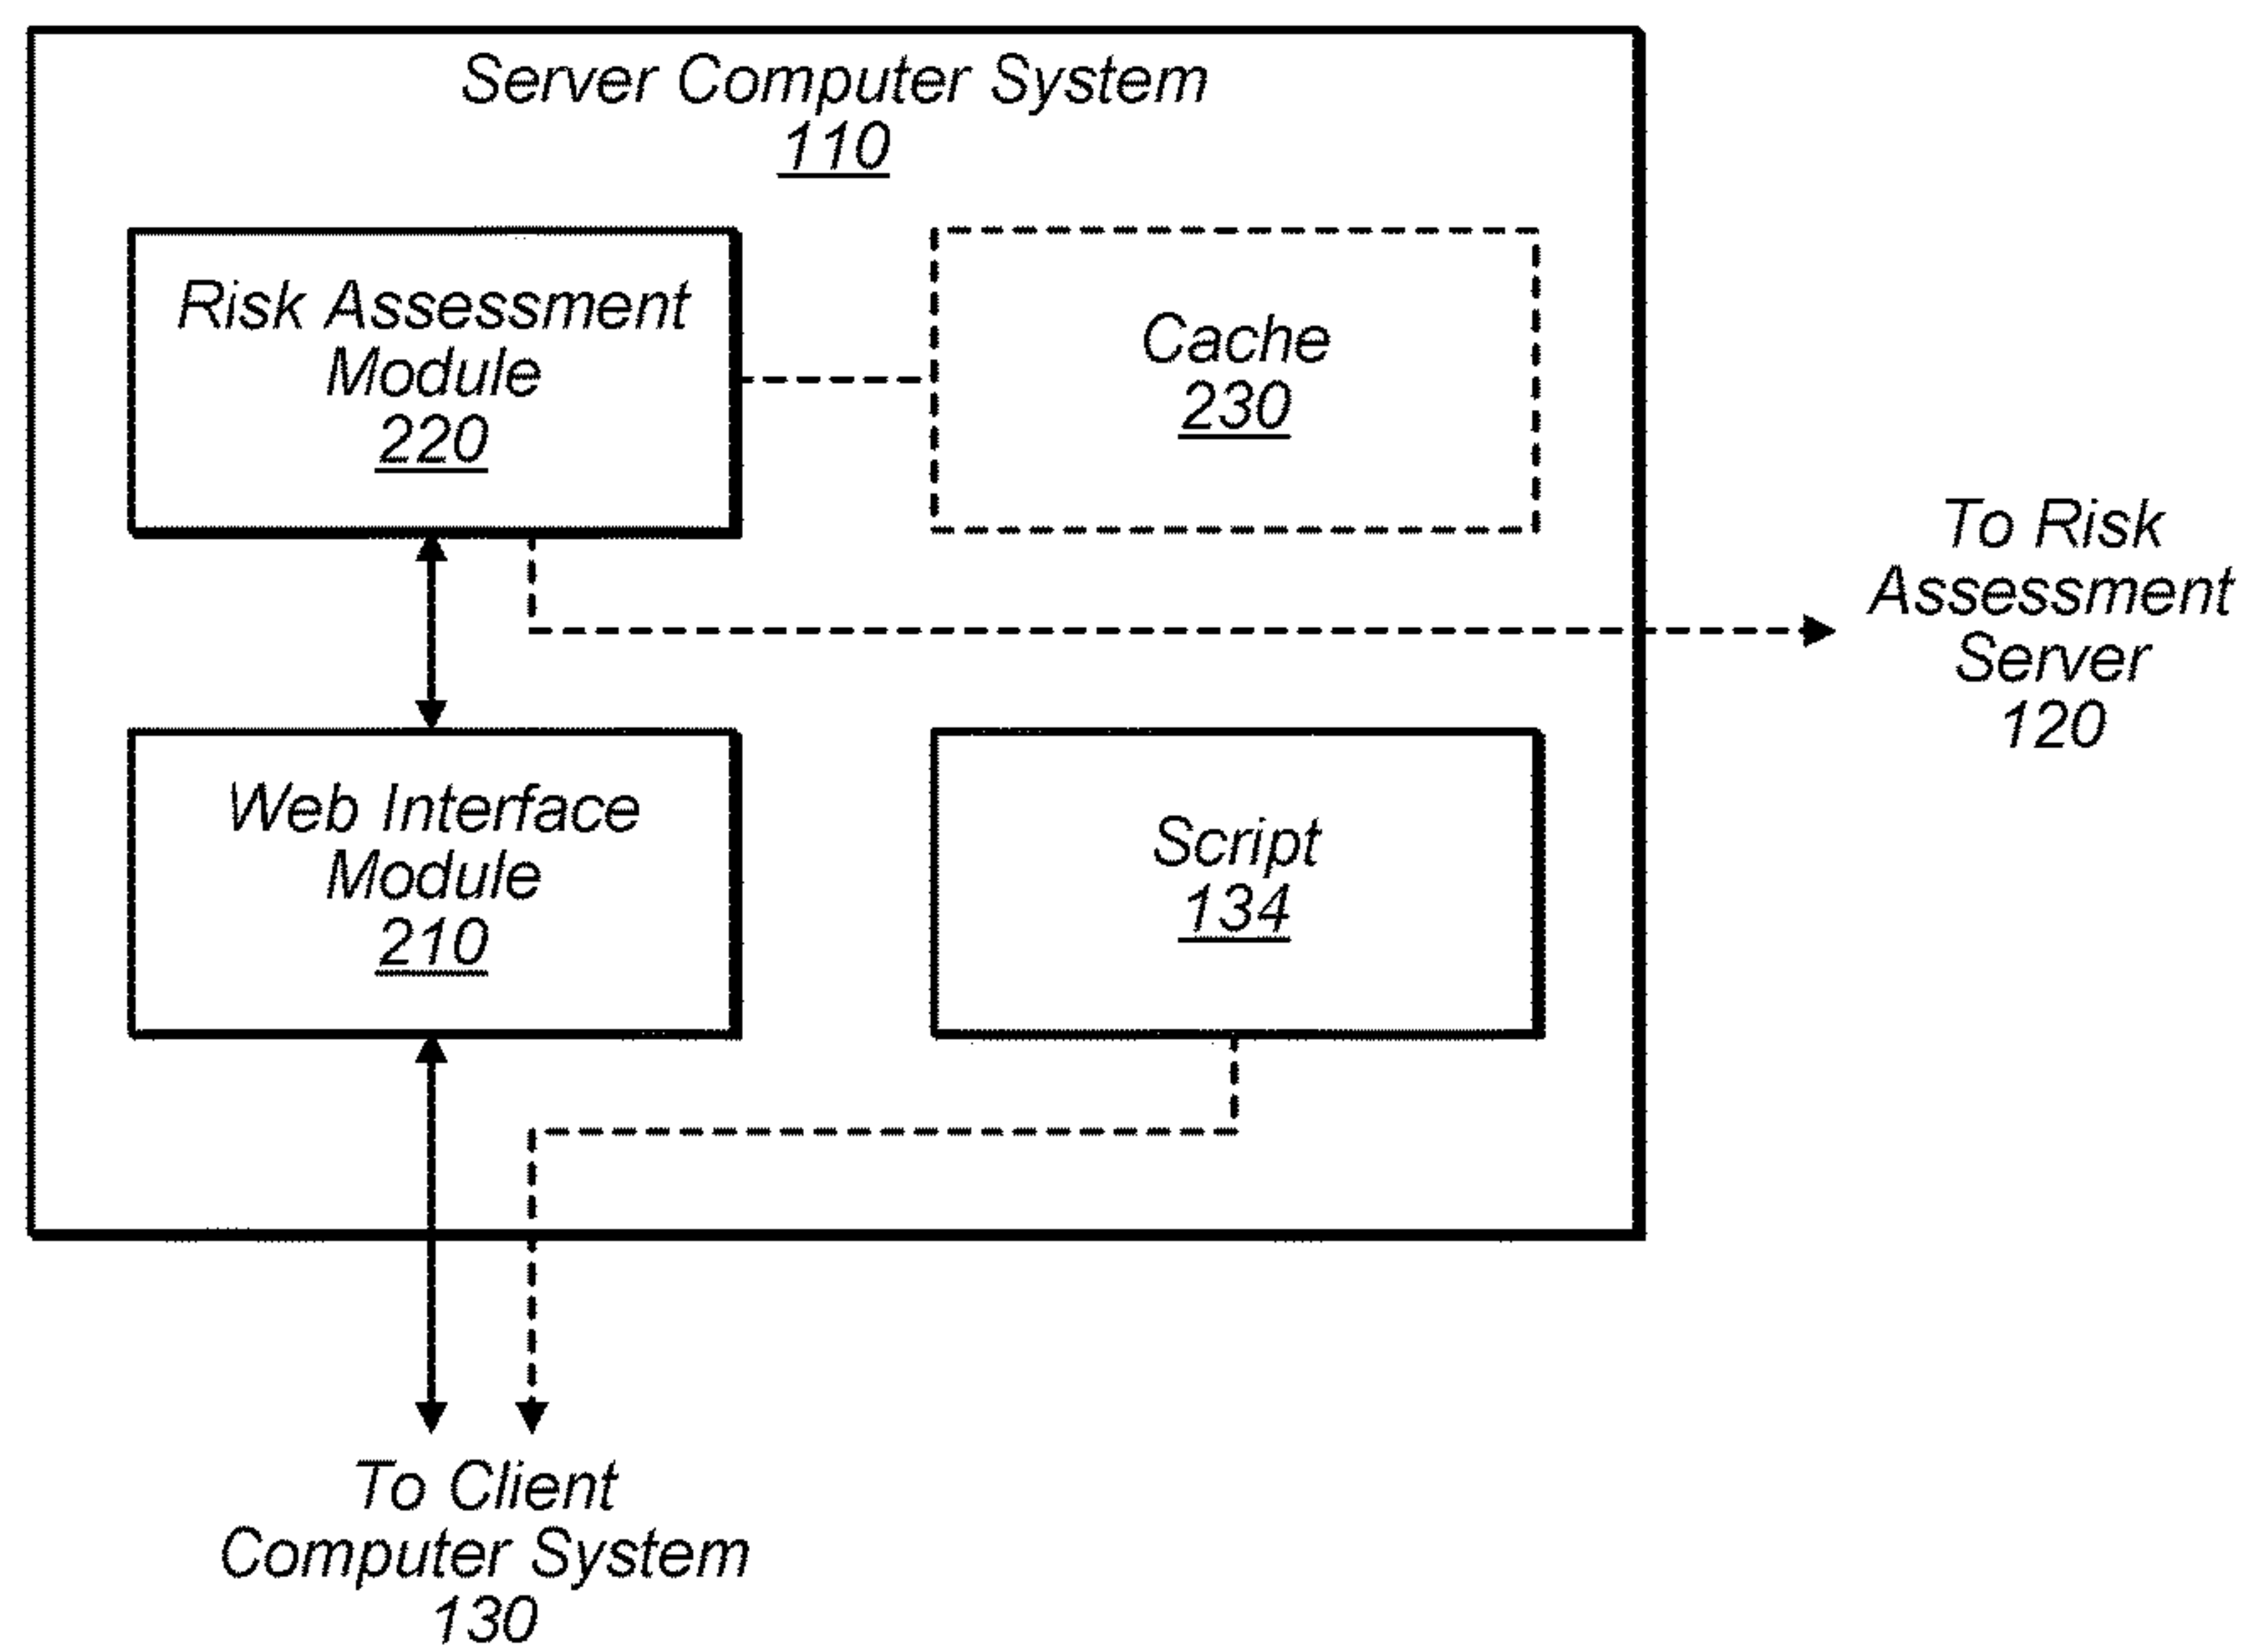 Server Computer System
110
Risk Assessment
Module
220
Cache
230
To Risk
Assessment
Server
120
Web Interface
Module
210
Script
134
To Client
Computer System
130